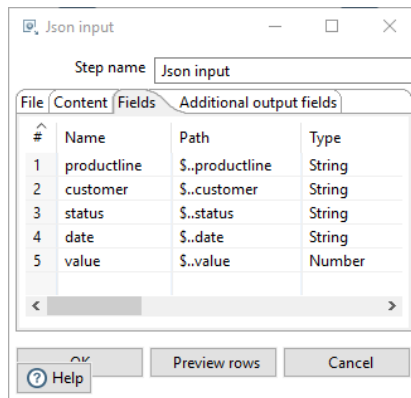 Json input
Step name Json input
File Content Fields Additional output fields
# Name Path Type
1 productline $..productline String
2 customer $..customer String
3 status $..status String
4 date $..date String
5 value $..value Number
Preview rows Cancel
Help